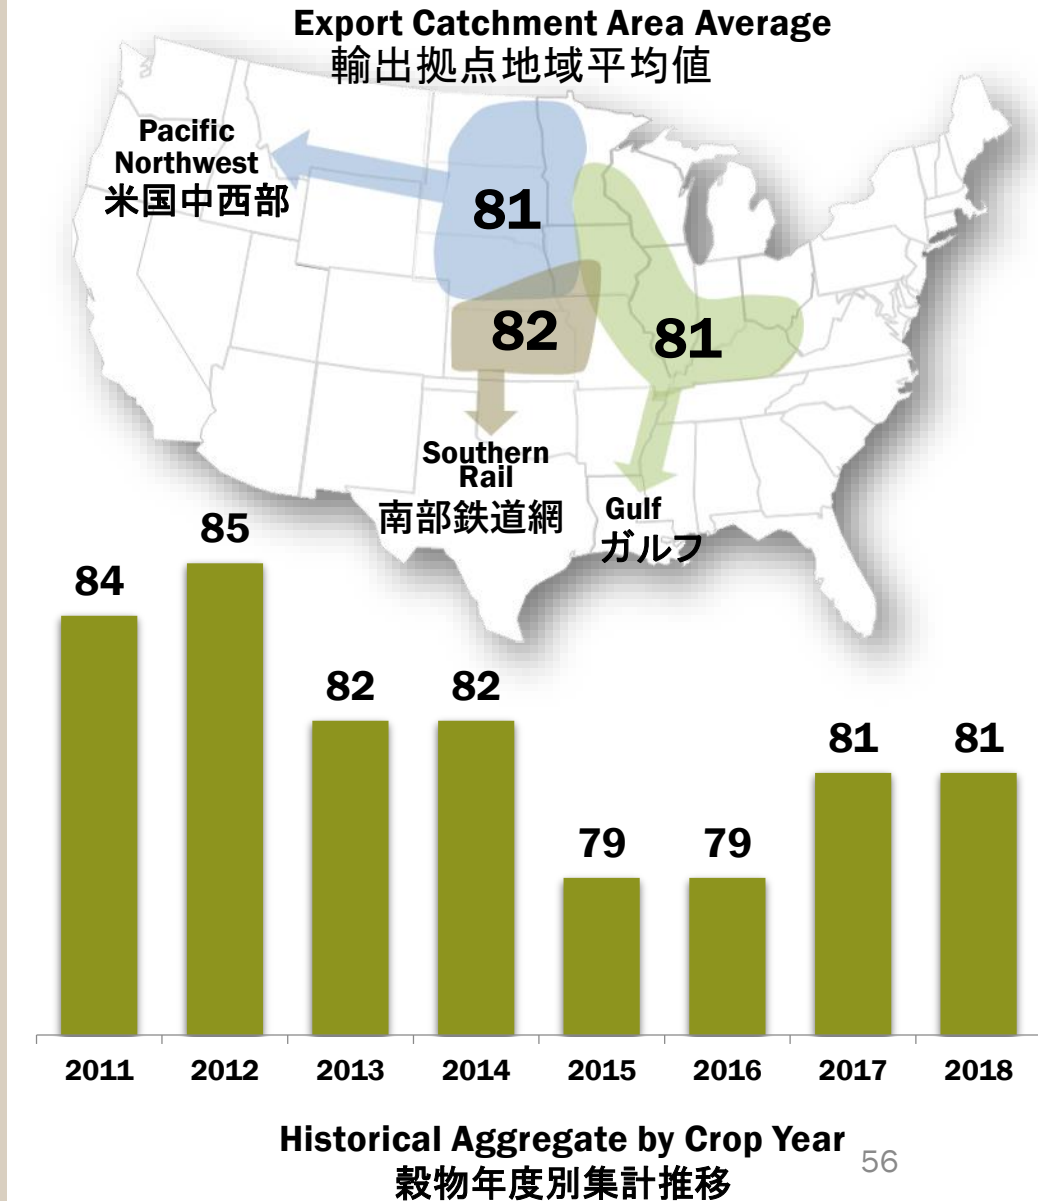 Export Catchment Area Average
輸出拠点地域平均値
Pacific
Northwest
米国中西部
81
82
81
Southern
Rail
南部鉄道網
Gulf
ガルフ
84
85
82
82
79
79
81
81
2011
2012
2013
2014
2015
2016
2017
2018
Historical Aggregate by Crop Year
穀物年度別集計推移
56